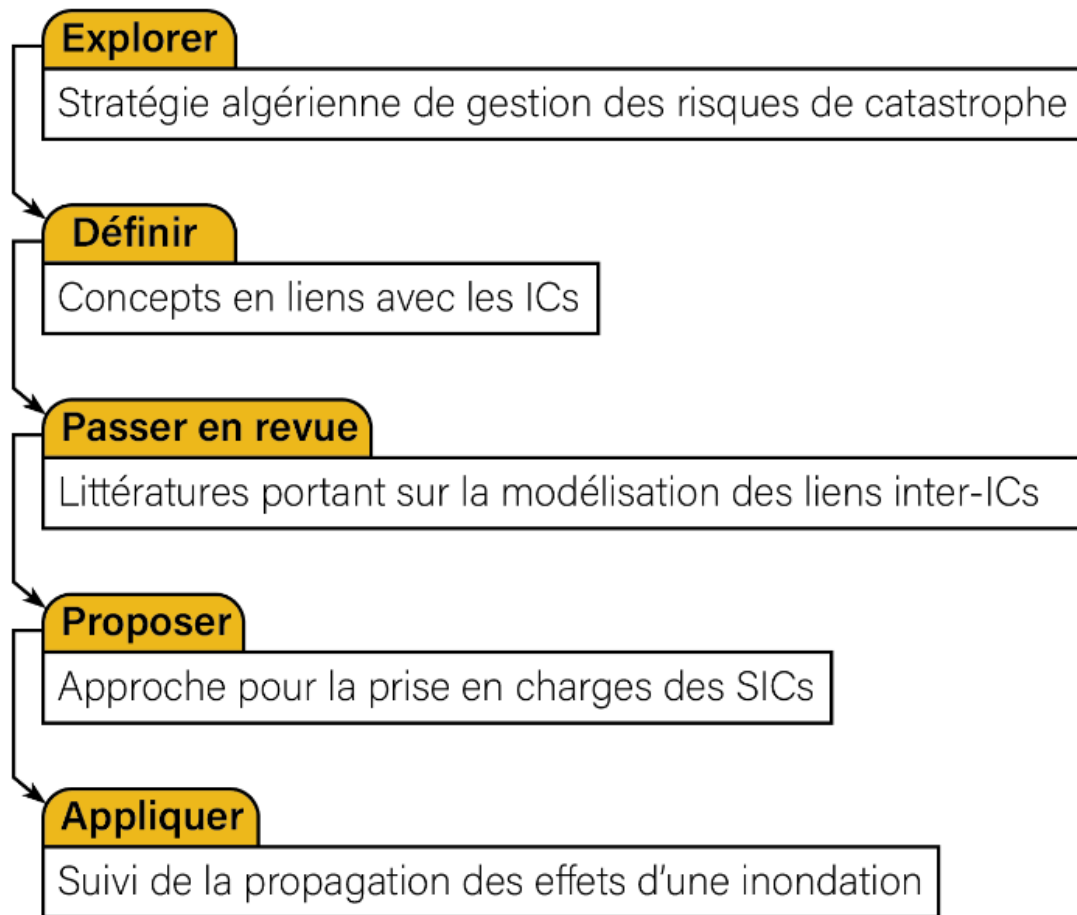 Explorer
Stratégie algérienne de gestion des risques de catastrophe
Définir
Concepts en liens avec les ICs
Passer en revue
Littératures portant sur la modélisation des liens inter-ICs
Proposer
Approche pour la prise en charges des SICs
Appliquer
Suivi de la propagation des effets d'une inondation